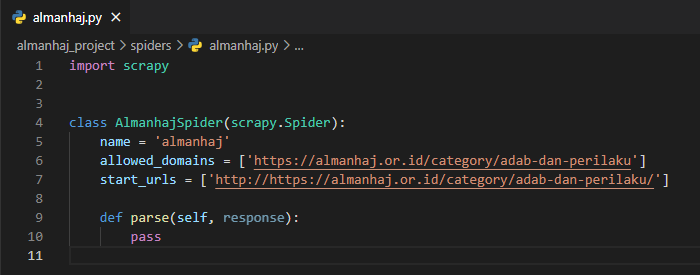 almanhaj.py
almanhaj_project > spiders > almanhaj.py > ...
1 import scrapy
2
3
4 class AlmanhajSpider(scrapy.Spider):
5     name = 'almanhaj'
6     allowed_domains = ['https://almanhaj.or.id/category/adab-dan-perilaku']
7     start_urls = ['http://https://almanhaj.or.id/category/adab-dan-perilaku/']
8
9     def parse(self, response):
10         pass
11